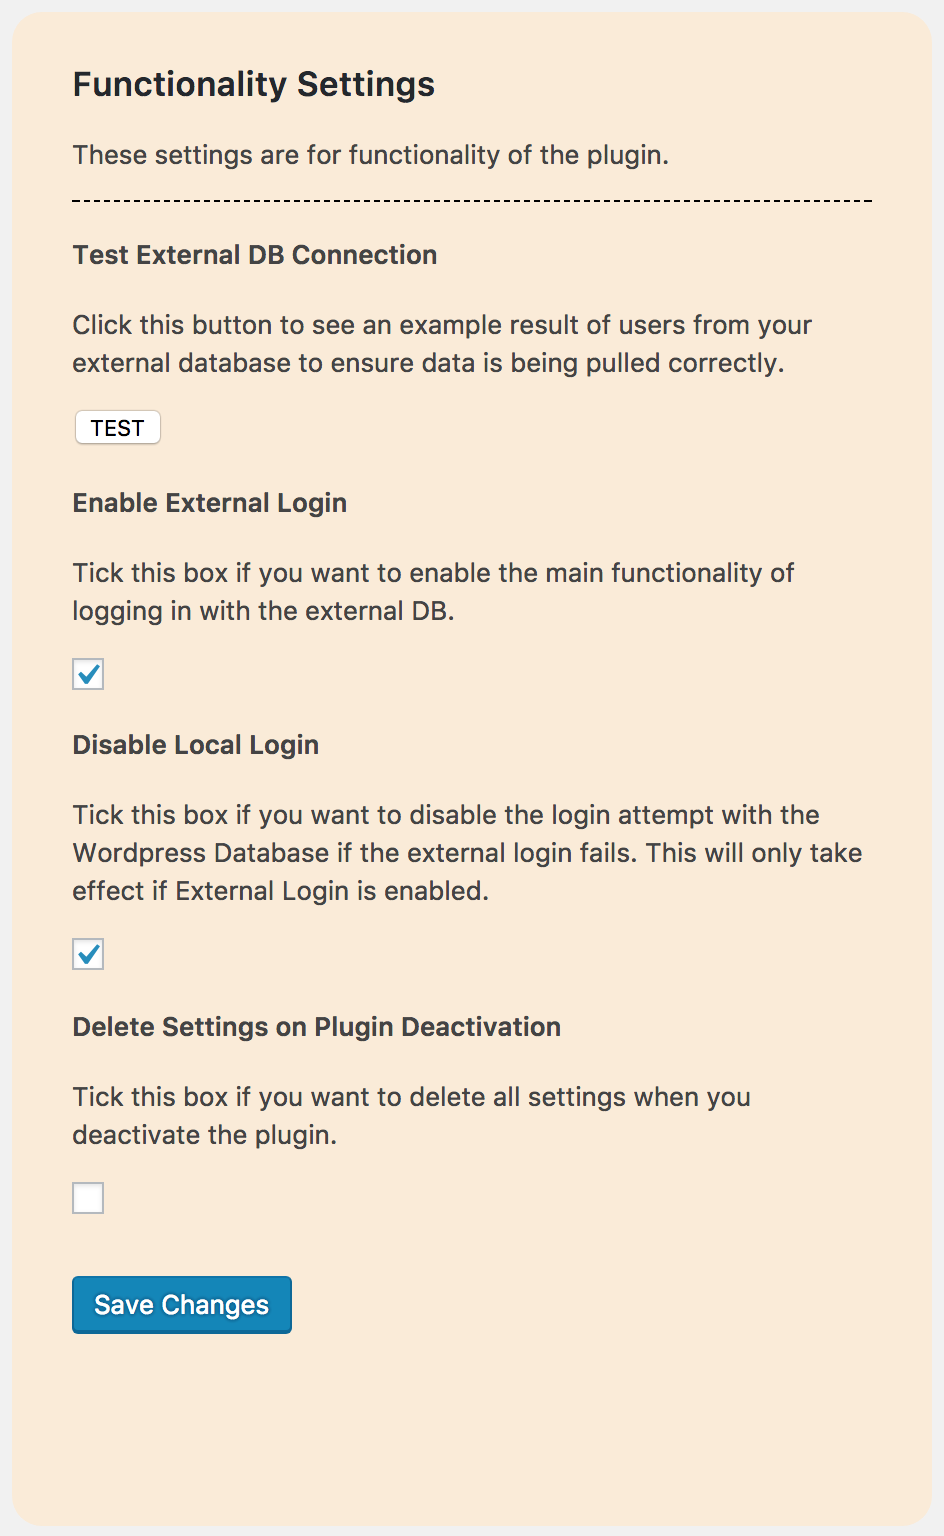 Functionality Settings
These settings are for functionality of the plugin.
Test External DB Connection
Click this button to see an example result of users from your
external database to ensure data is being pulled correctly.
TEST
Enable External Login
Tick this box if you want to enable the main functionality of
logging in with the external DB.
Disable Local Login
Tick this box if you want to disable the login attempt with the
Wordpress Database if the external login fails. This will only take
effect if External Login is enabled.
Delete Settings on Plugin Deactivation
Tick this box if you want to delete all settings when you
deactivate the plugin.
Save Changes